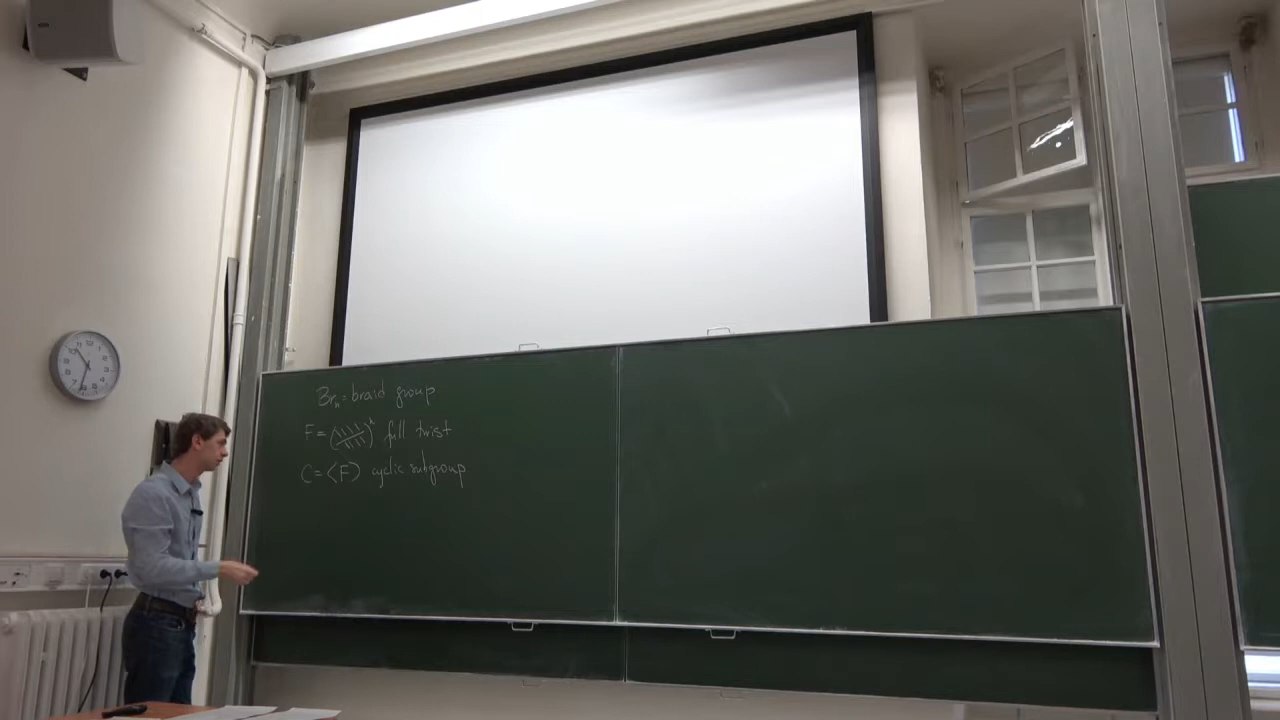 Br_n = braid group
F = ( )^n full twist
C = ⟨F⟩ cyclic subgroup